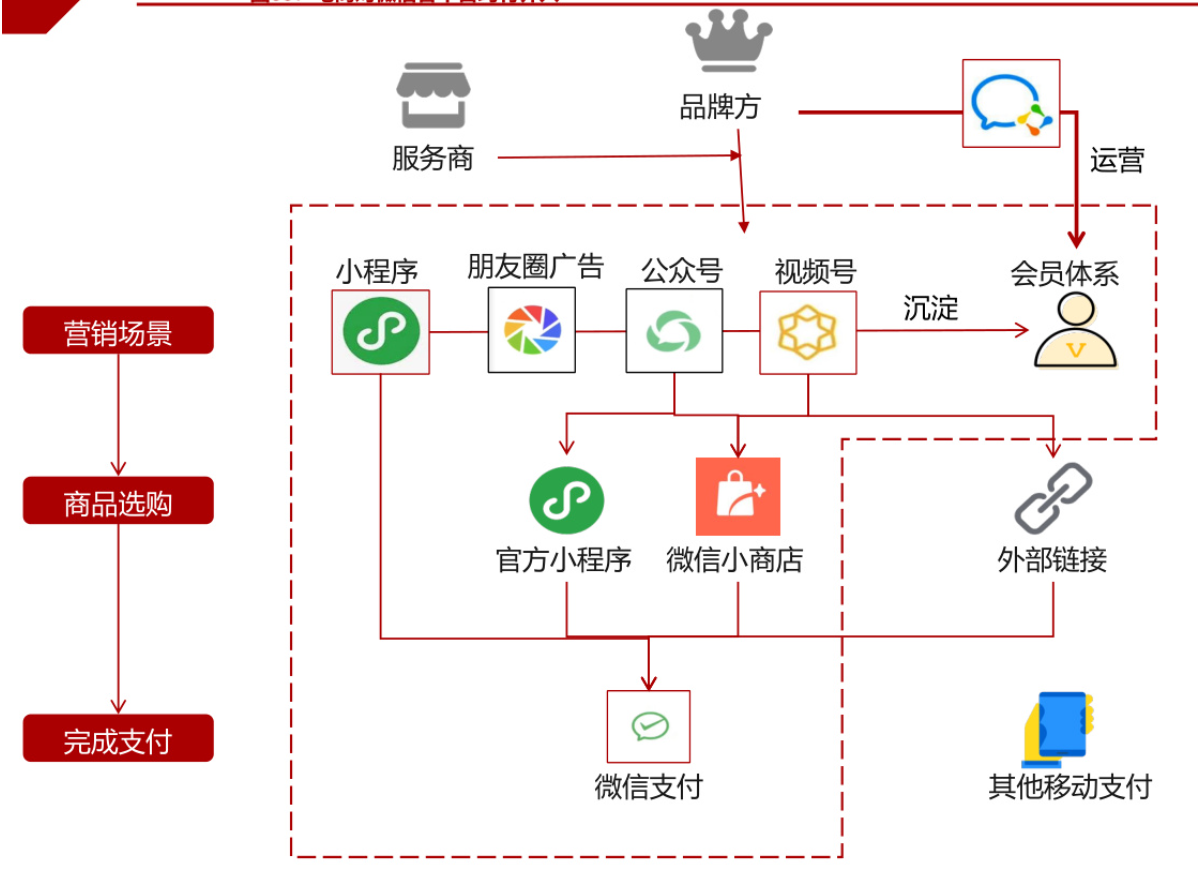 品牌方
服务商
运营
小程序
朋友圈广告
公众号
视频号
会员体系
沉淀
营销场景
商品选购
官方小程序
微信小商店
外部链接
完成支付
微信支付
其他移动支付